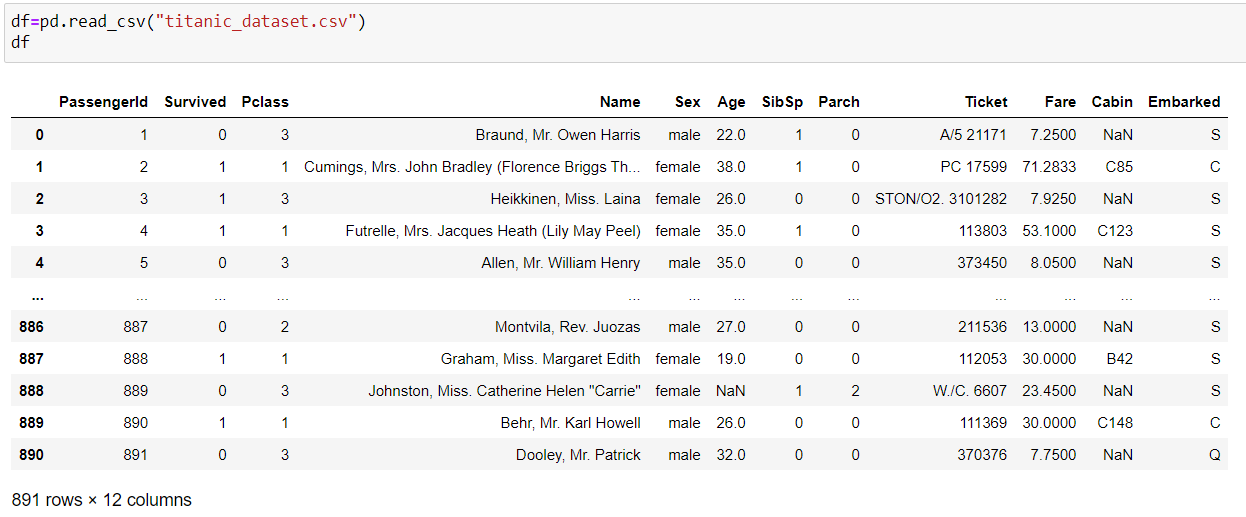 df=pd.read_csv("titanic_dataset.csv")
df
PassengerId Survived Pclass Name Sex Age SibSp Parch Ticket Fare Cabin Embarked
0 1 0 3 Braund, Mr. Owen Harris male 22.0 1 0 A/5 21171 7.2500 NaN S
1 2 1 1 Cumings, Mrs. John Bradley (Florence Briggs Th... female 38.0 1 0 PC 17599 71.2833 C85 C
2 3 1 3 Heikkinen, Miss. Laina female 26.0 0 0 STON/O2. 3101282 7.9250 NaN S
3 4 1 1 Futrelle, Mrs. Jacques Heath (Lily May Peel) female 35.0 1 0 113803 53.1000 C123 S
4 5 0 3 Allen, Mr. William Henry male 35.0 0 0 373450 8.0500 NaN S
... ... ... ... ... ... ... ... ... ... ... ... ...
886 887 0 2 Montvila, Rev. Juozas male 27.0 0 0 211536 13.0000 NaN S
887 888 1 1 Graham, Miss. Margaret Edith female 19.0 0 0 112053 30.0000 B42 S
888 889 0 3 Johnston, Miss. Catherine Helen "Carrie" female NaN 1 2 W./C. 6607 23.4500 NaN S
889 890 1 1 Behr, Mr. Karl Howell male 26.0 0 0 111369 30.0000 C148 C
890 891 0 3 Dooley, Mr. Patrick male 32.0 0 0 370376 7.7500 NaN Q
891 rows × 12 columns